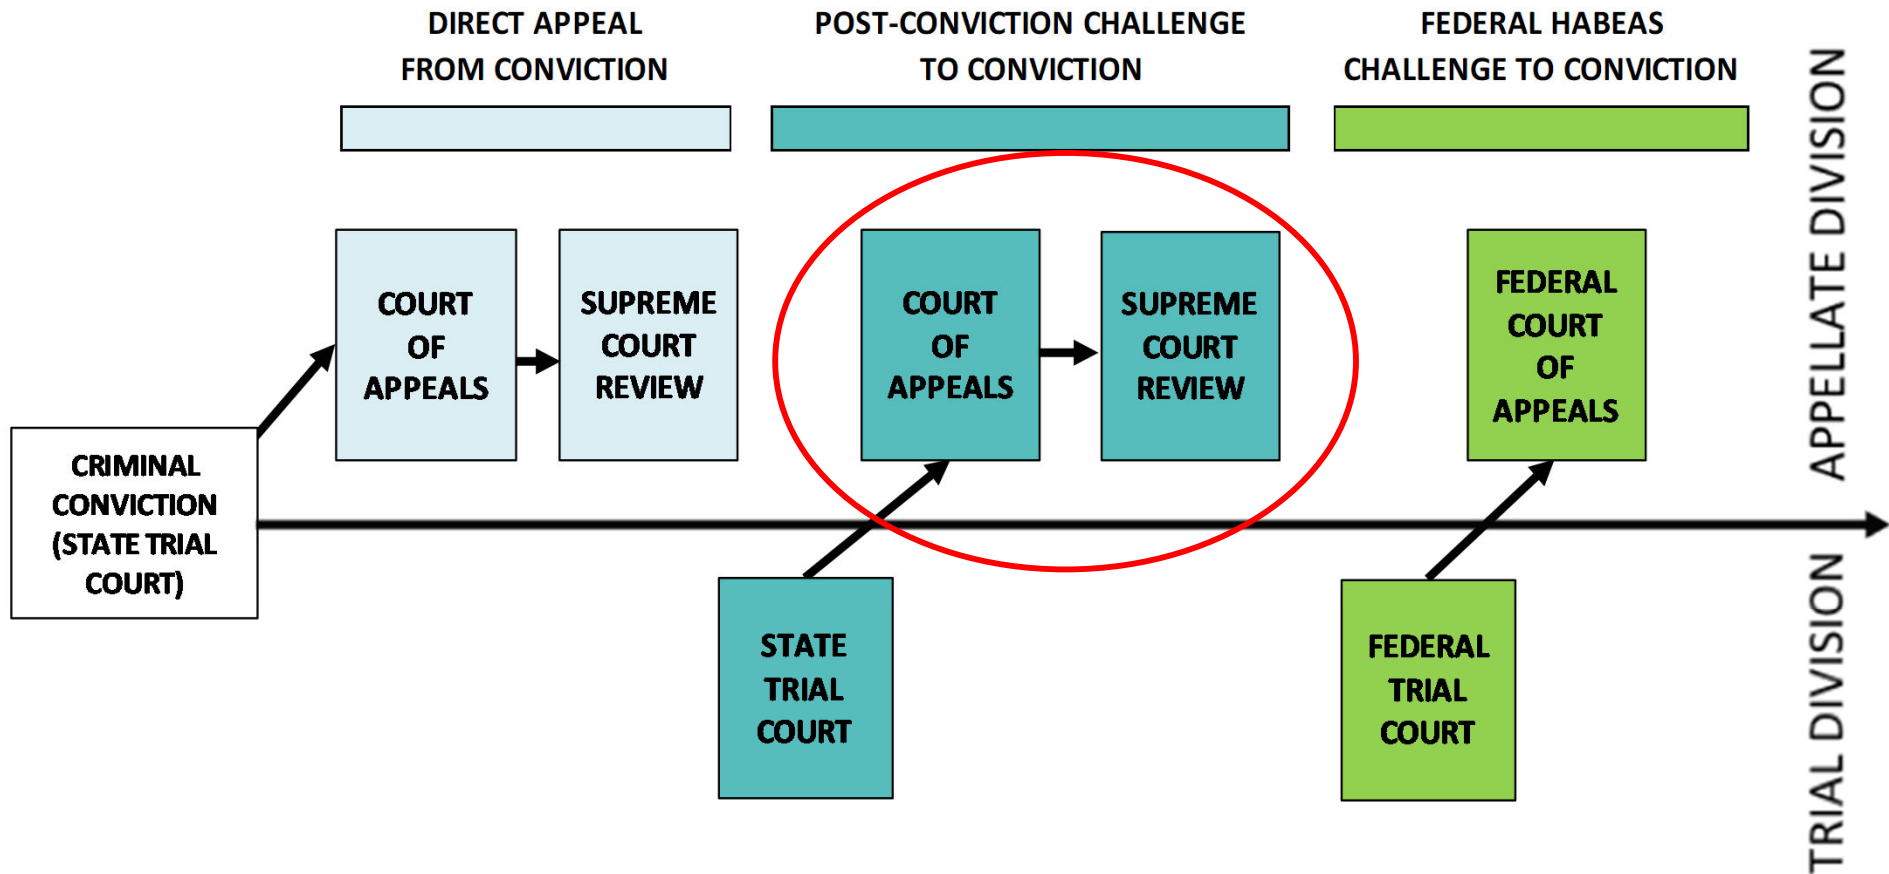 DIRECT APPEAL
FROM CONVICTION
POST-CONVICTION CHALLENGE
TO CONVICTION
FEDERAL HABEAS
CHALLENGE TO CONVICTION
COURT
OF
APPEALS
SUPREME
COURT
REVIEW
COURT
OF
APPEALS
SUPREME
COURT
REVIEW
FEDERAL
COURT
OF
APPEALS
APPELLATE DIVISION
CRIMINAL
CONVICTION
(STATE TRIAL
COURT)
STATE
TRIAL
COURT
FEDERAL
TRIAL
COURT
TRIAL DIVISION